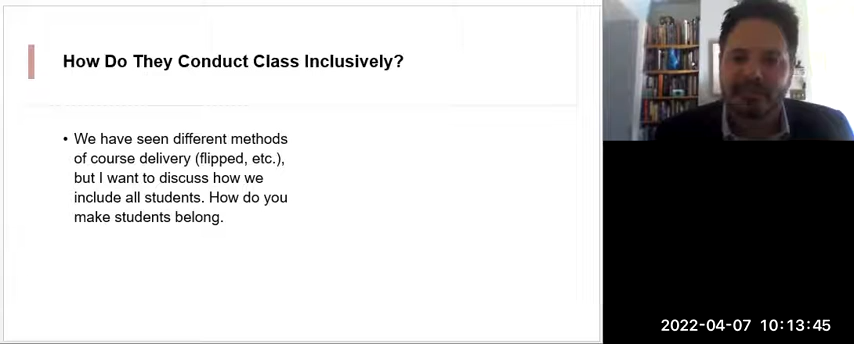 How Do They Conduct Class Inclusively?
• We have seen different methods
of course delivery (flipped, etc.),
but I want to discuss how we
include all students. How do you
make students belong.
2022-04-07 10:13:45